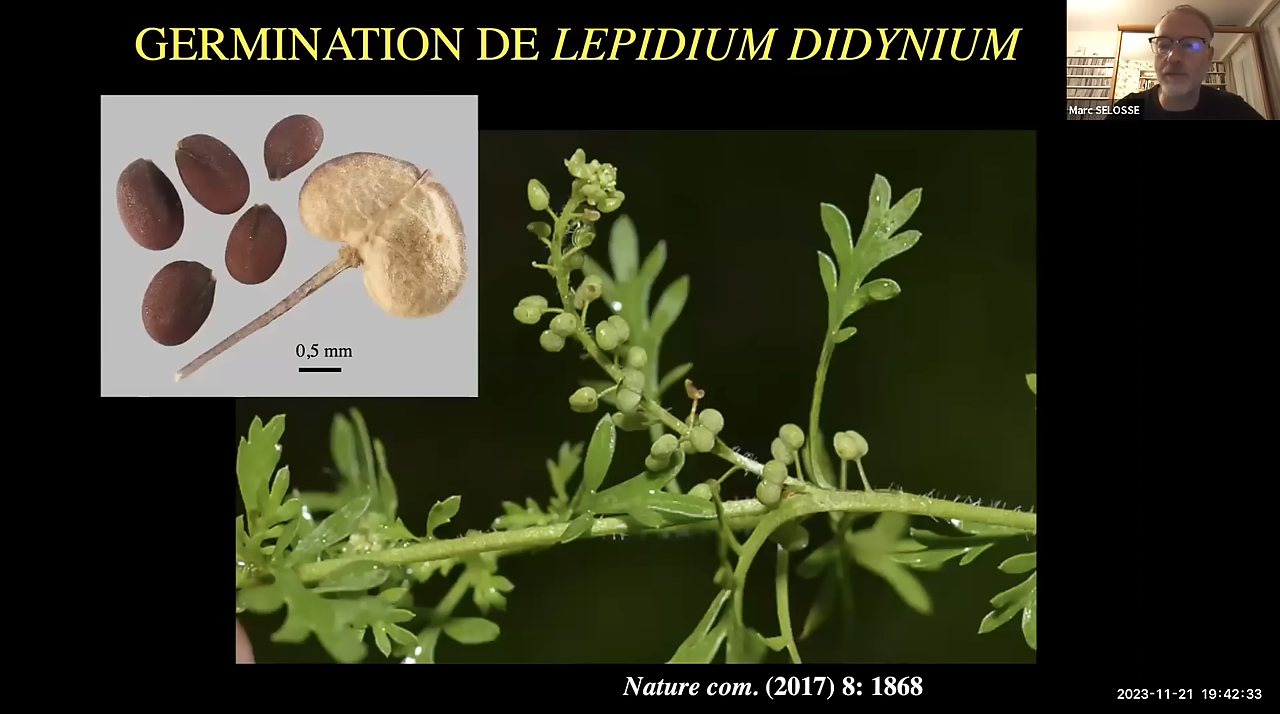 GERMINATION DE LEPIDIUM DIDYNIUM
Marc SELOSSE
0,5 mm
Nature com. (2017) 8: 1868
2023-11-21 19:42:33